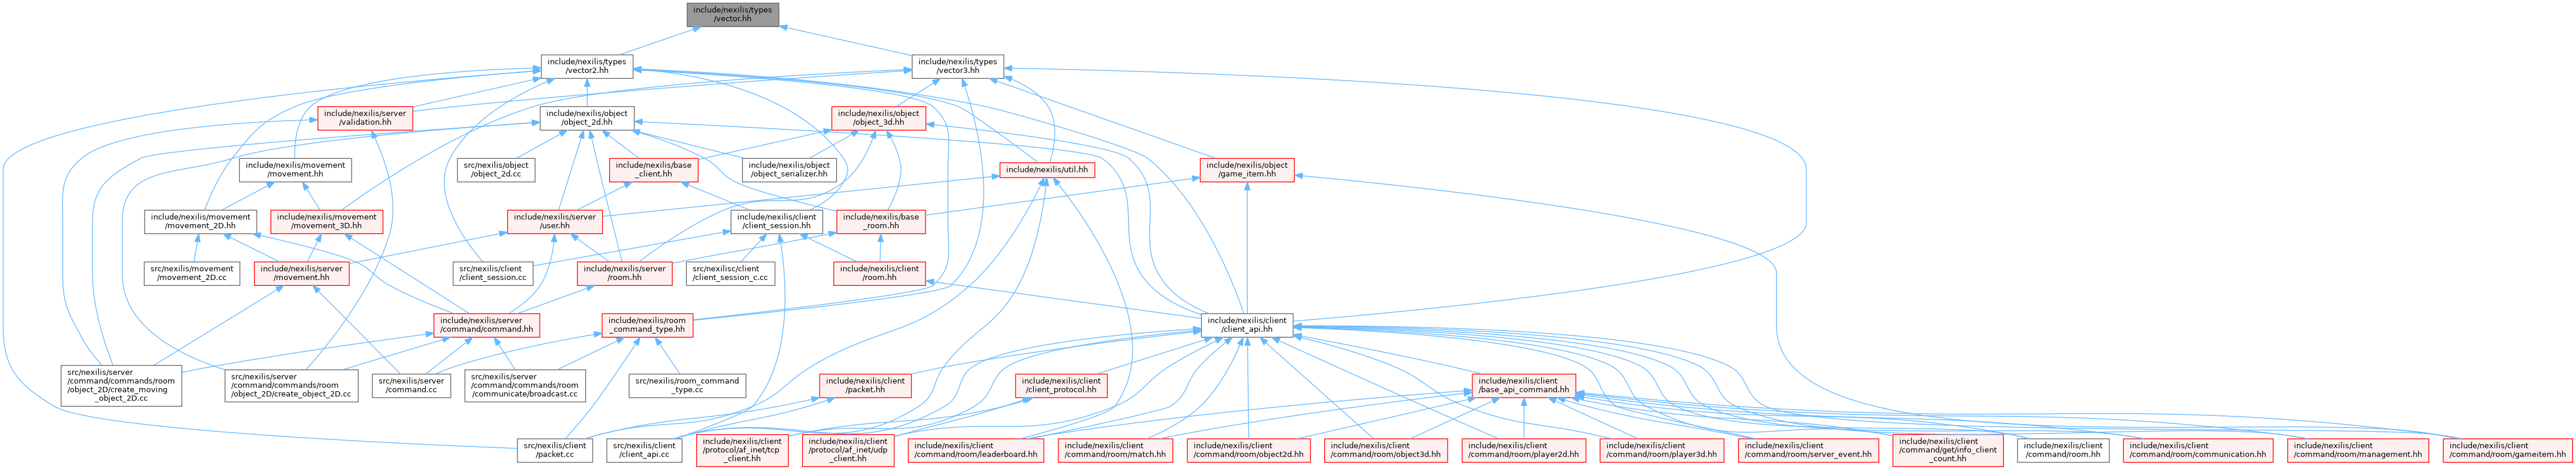 include/nexilis/types
/vector.hh
include/nexilis/types
/vector2.hh
include/nexilis/types
/vector3.hh
include/nexilis/server
/validation.hh
include/nexilis/object
/object_2d.hh
include/nexilis/object
/object_3d.hh
include/nexilis/movement
/movement.hh
src/nexilis/object
/object_2d.cc
include/nexilis/base
_client.hh
include/nexilis/object
/object_serializer.hh
include/nexilis/util.hh
include/nexilis/object
/game_item.hh
include/nexilis/movement
/movement_2D.hh
include/nexilis/movement
/movement_3D.hh
include/nexilis/server
/user.hh
include/nexilis/client
/client_session.hh
include/nexilis/base
_room.hh
src/nexilis/movement
/movement_2D.cc
include/nexilis/server
/movement.hh
src/nexilis/client
/client_session.cc
include/nexilis/server
/room.hh
src/nexilisc/client
/client_session_c.cc
include/nexilis/client
/room.hh
include/nexilis/server
/command/command.hh
include/nexilis/room
_command_type.hh
include/nexilis/client
/client_api.hh
src/nexilis/server
/command/commands/room
/object_2D/create_moving
_object_2D.cc
src/nexilis/server
/command/commands/room
/object_2D/create_object_2D.cc
src/nexilis/server
/command.cc
src/nexilis/server
/command/commands/room
/communicate/broadcast.cc
src/nexilis/room_command
_type.cc
include/nexilis/client
/packet.hh
include/nexilis/client
/client_protocol.hh
include/nexilis/client
/base_api_command.hh
src/nexilis/client
/packet.cc
src/nexilis/client
/client_api.cc
include/nexilis/client
/protocol/af_inet/tcp
_client.hh
include/nexilis/client
/protocol/af_inet/udp
_client.hh
include/nexilis/client
/command/room/leaderboard.hh
include/nexilis/client
/command/room/match.hh
include/nexilis/client
/command/room/object2d.hh
include/nexilis/client
/command/room/object3d.hh
include/nexilis/client
/command/room/player2d.hh
include/nexilis/client
/command/room/player3d.hh
include/nexilis/client
/command/room/server_event.hh
include/nexilis/client
/command/get/info_client
_count.hh
include/nexilis/client
/command/room.hh
include/nexilis/client
/command/room/communication.hh
include/nexilis/client
/command/room/management.hh
include/nexilis/client
/command/room/gameitem.hh